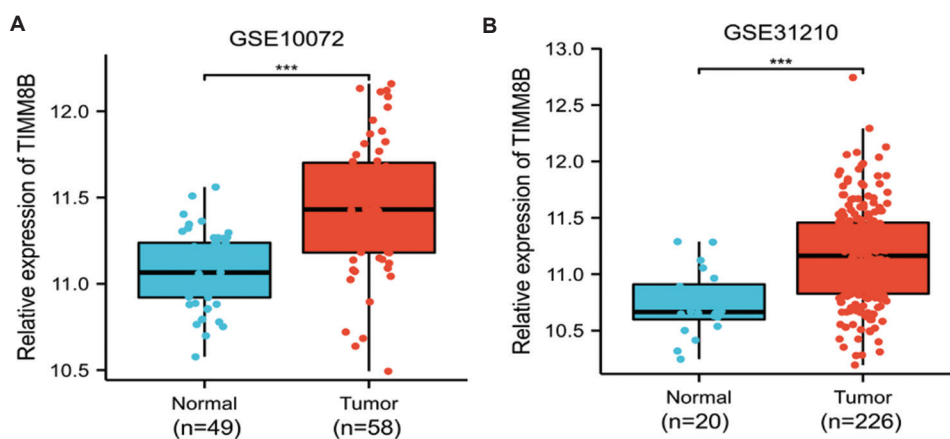 A
GSE10072
***
Relative expression of TIMM8B
12.0
11.5
11.0
10.5
Normal
(n=49)
Tumor
(n=58)
B
GSE31210
***
Relative expression of TIMM8B
13.0
12.5
12.0
11.5
11.0
10.5
Normal
(n=20)
Tumor
(n=226)